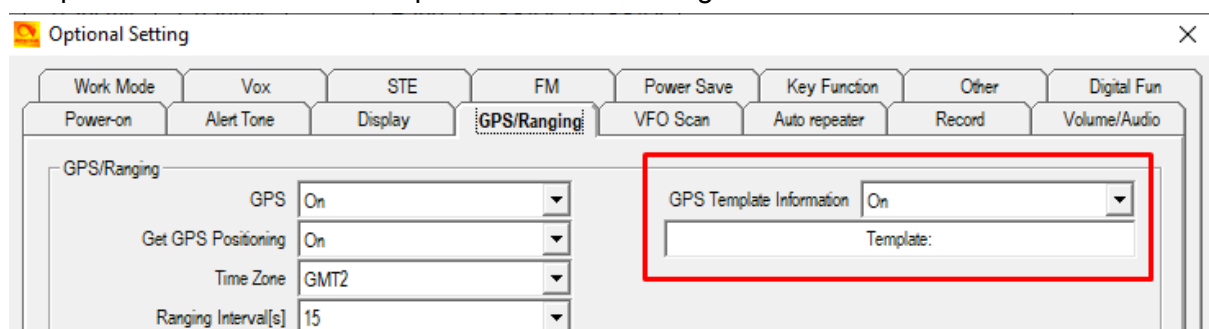 Optional Setting
Work Mode Vox STE FM Power Save Key Function Other Digital Fun
Power-on Alert Tone Display GPS/Ranging VFO Scan Auto repeater Record Volume/Audio
GPS/Ranging
GPS On GPS Template Information On
Get GPS Positioning On Template:
Time Zone GMT2
Ranging Interval[s] 15